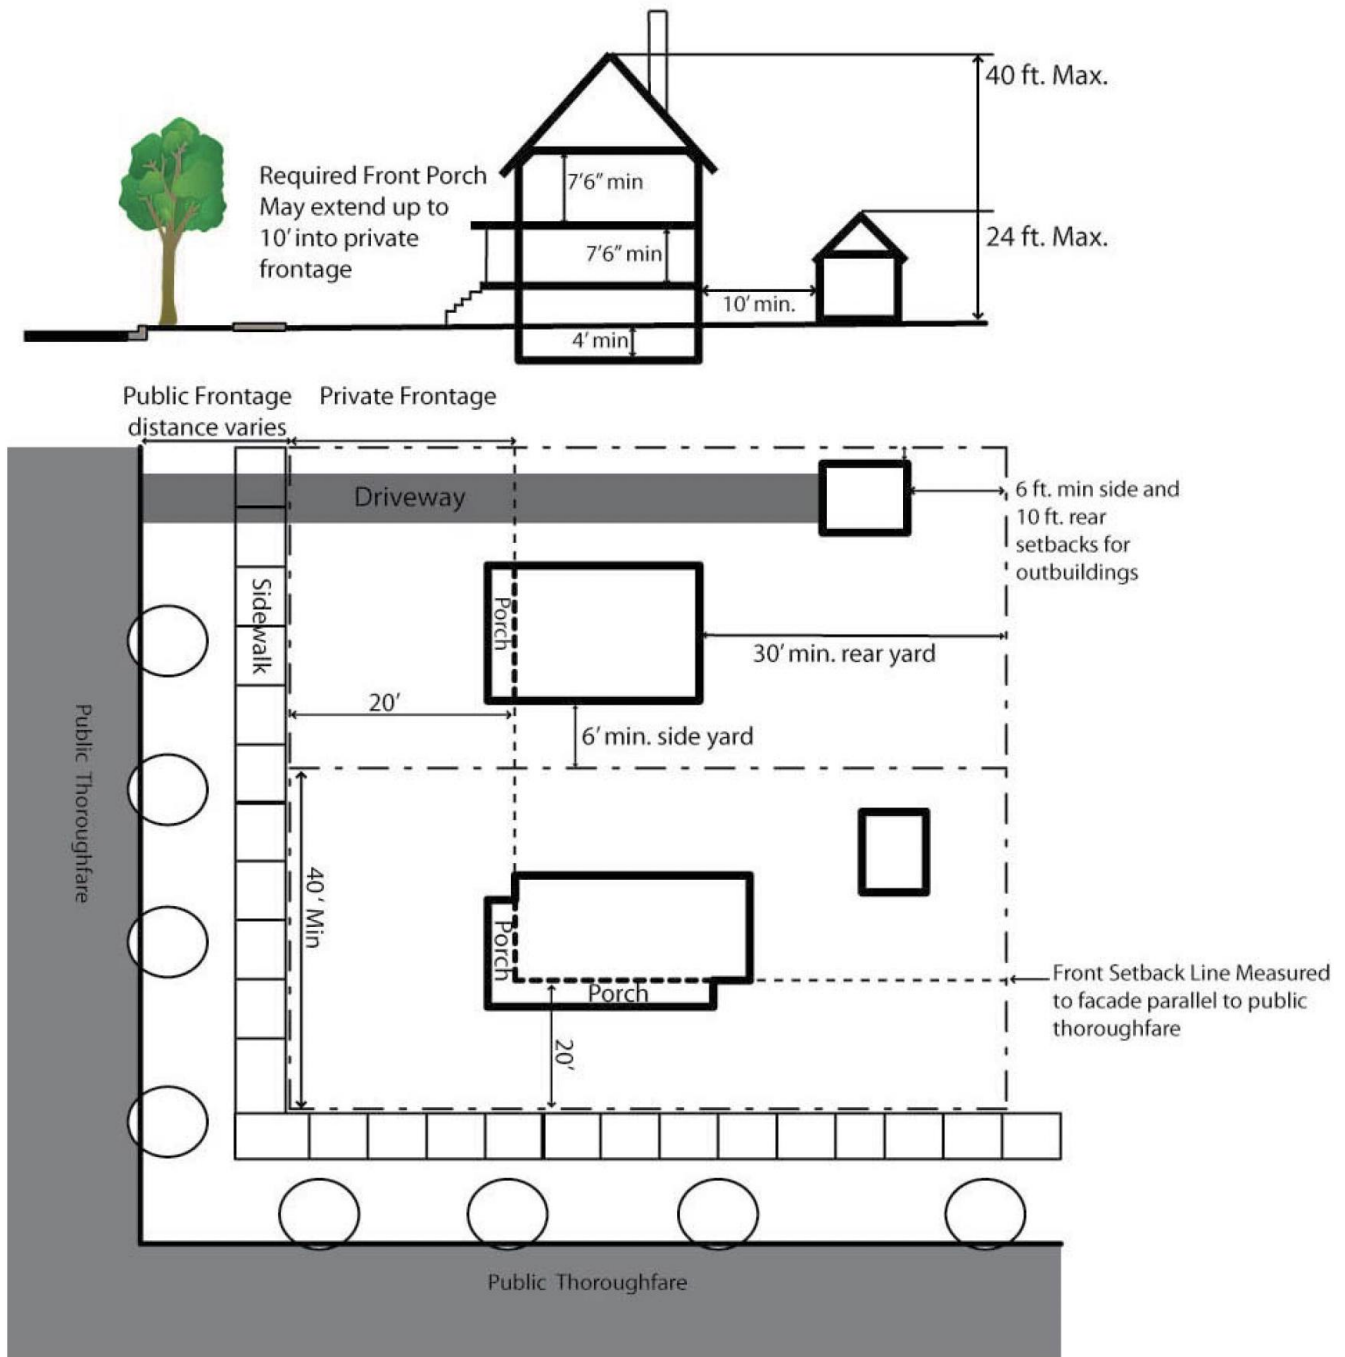 40 ft. Max.
Required Front Porch
May extend up to
10' into private
frontage
7'6" min
7'6" min
24 ft. Max.
10' min.
4' min
Public Frontage
distance varies
Private Frontage
Driveway
6 ft. min side and
10 ft. rear
setbacks for
outbuildings
Sidewalk
Porch
30' min. rear yard
20'
6' min. side yard
Public Thoroughfare
40' Min
Porch
Porch
Front Setback Line Measured
to facade parallel to public
thoroughfare
20'
Public Thoroughfare